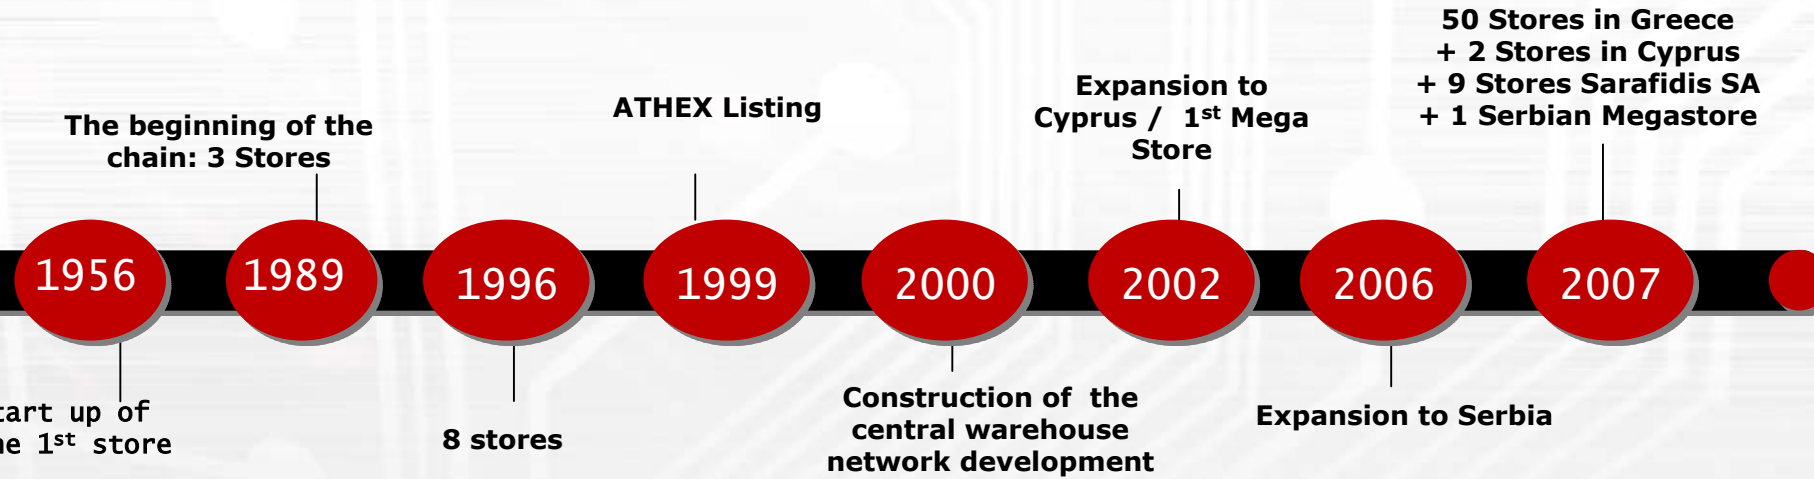 The beginning of the
chain: 3 Stores
ATHEX Listing
Expansion to
Cyprus / 1st Mega
Store
50 Stores in Greece
+ 2 Stores in Cyprus
+ 9 Stores Sarafidis SA
+ 1 Serbian Megastore
1956
1989
1996
1999
2000
2002
2006
2007
tart up of
he 1st store
8 stores
Construction of the
central warehouse
network development
Expansion to Serbia